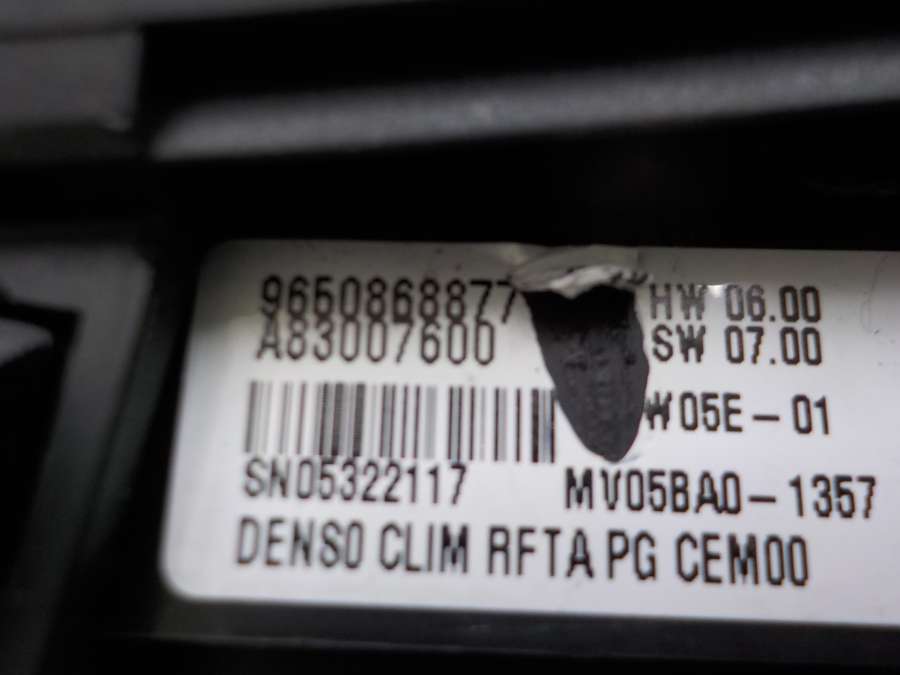 9650868877 HW 06.00
A83007600 SW 07.00
W05E-01
SN05322117 MV05BA0-1357
DENSO CLIM RFTA PG CEM00